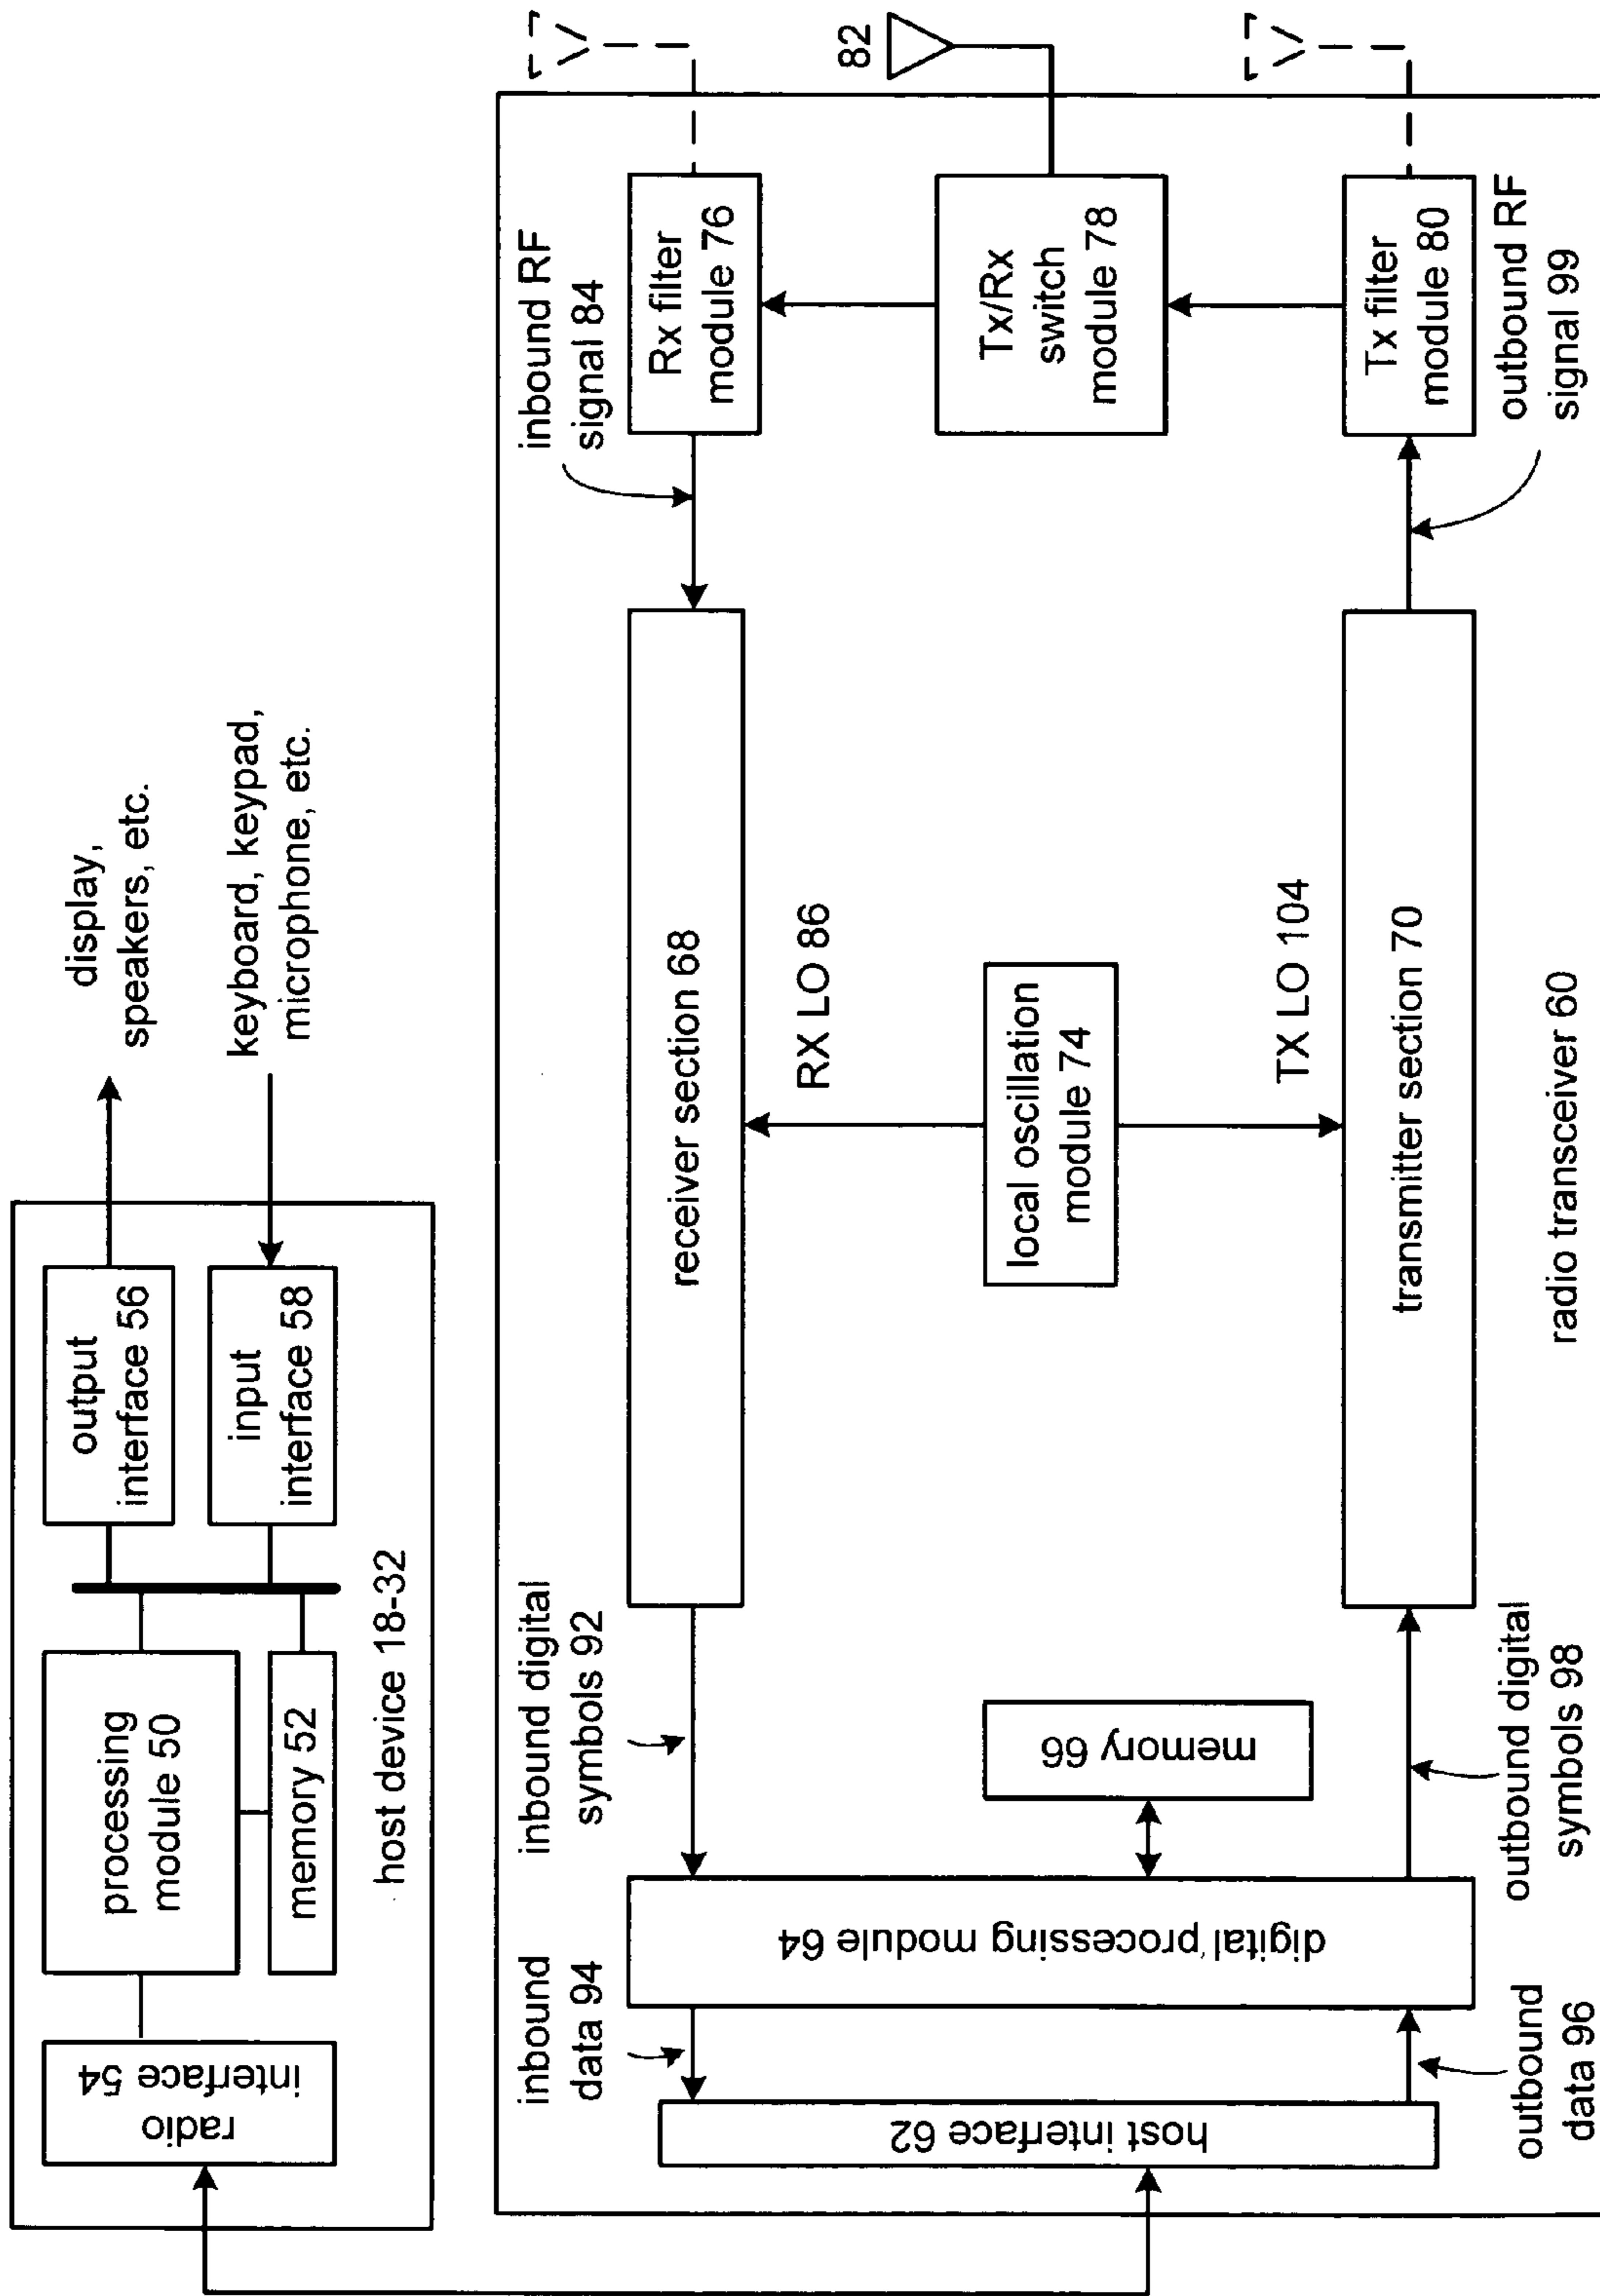 radio
interface 54
processing
module 50
memory 52
output
interface 56
input
interface 58
host device 18-32
display,
speakers, etc.
keyboard, keypad,
microphone, etc.
host interface 62
inbound
data 94
outbound
data 96
digital processing module 64
inbound digital
symbols 92
memory 66
outbound digital
symbols 98
receiver section 68
RX LO 86
local oscillation
module 74
TX LO 104
transmitter section 70
radio transceiver 60
inbound RF
signal 84
Rx filter
module 76
Tx/Rx
switch
module 78
82
Tx filter
module 80
outbound RF
signal 99